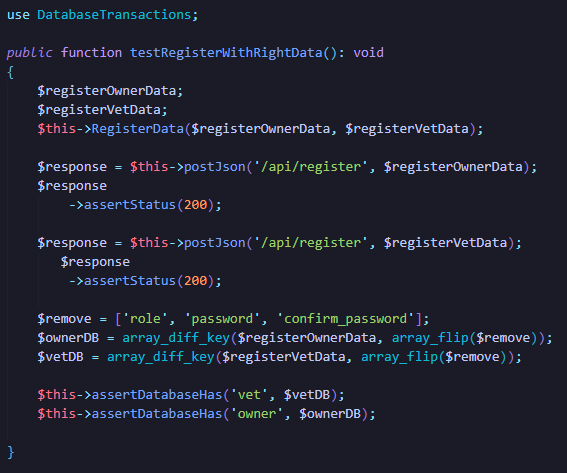 use DatabaseTransactions;
public function testRegisterWithRightData(): void
{
$registerOwnerData;
$registerVetData;
$this->RegisterData($registerOwnerData, $registerVetData);
$response = $this->postJson('/api/register', $registerOwnerData);
$response
->assertStatus(200);
$response = $this->postJson('/api/register', $registerVetData);
$response
->assertStatus(200);
$remove = ['role', 'password', 'confirm_password'];
$ownerDB = array_diff_key($registerOwnerData, array_flip($remove));
$vetDB = array_diff_key($registerVetData, array_flip($remove));
$this->assertDatabaseHas('vet', $vetDB);
$this->assertDatabaseHas('owner', $ownerDB);
}